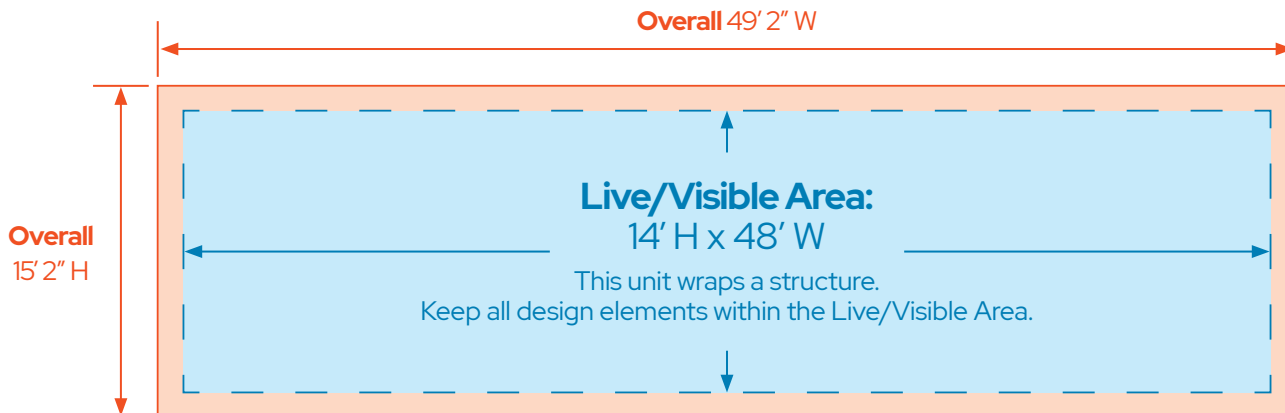 Overall 49’ 2” W
Live/Visible Area:
14’ H x 48’ W
Overall
15’ 2” H
This unit wraps a structure.
Keep all design elements within the Live/Visible Area.